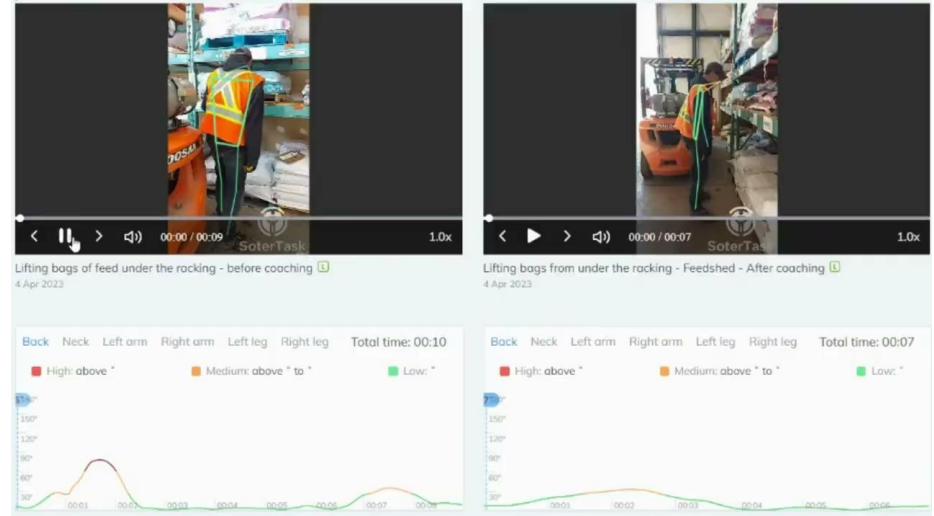 DOOSAN
SoterTask
00:00 / 00:09
1.0x
Lifting bags of feed under the racking - before coaching L
4 Apr 2023
SoterTask
00:00 / 00:07
1.0x
Lifting bags from under the racking - Feedshed - After coaching L
4 Apr 2023
Back Neck Left arm Right arm Left leg Right leg Total time: 00:10
High: above ° Medium: above ° to ° Low: °
150°
120°
90°
60°
30°
00:01 00:02 00:03 00:04 00:05 00:06 00:07 00:08
Back Neck Left arm Right arm Left leg Right leg Total time: 00:07
High: above ° Medium: above ° to ° Low: °
150°
120°
90°
60°
30°
00:01 00:02 00:03 00:04 00:05 00:06